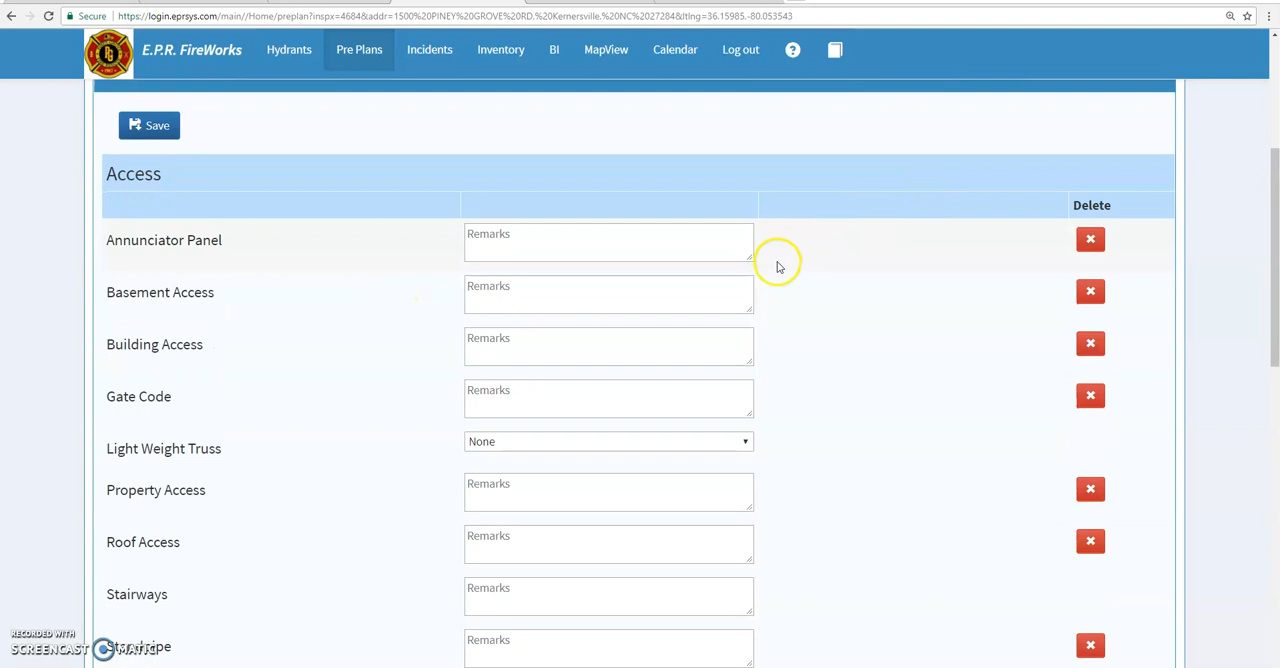 Secure https://login.eprsys.com/main//Home/preplan?inspx=4684&addr=1500%20PINEY%20GROVE%20RD.%20Kernersville.%20NC%2027284&ltlng=36.15985.-80.053543
E.P.R. FireWorks Hydrants Pre Plans Incidents Inventory BI MapView Calendar Log out ?
Save
Access
Delete
Annunciator Panel Remarks
Basement Access Remarks
Building Access Remarks
Gate Code Remarks
Light Weight Truss None
Property Access Remarks
Roof Access Remarks
Stairways Remarks
Standpipe Remarks
RECORDED WITH
SCREENCAST MATIC